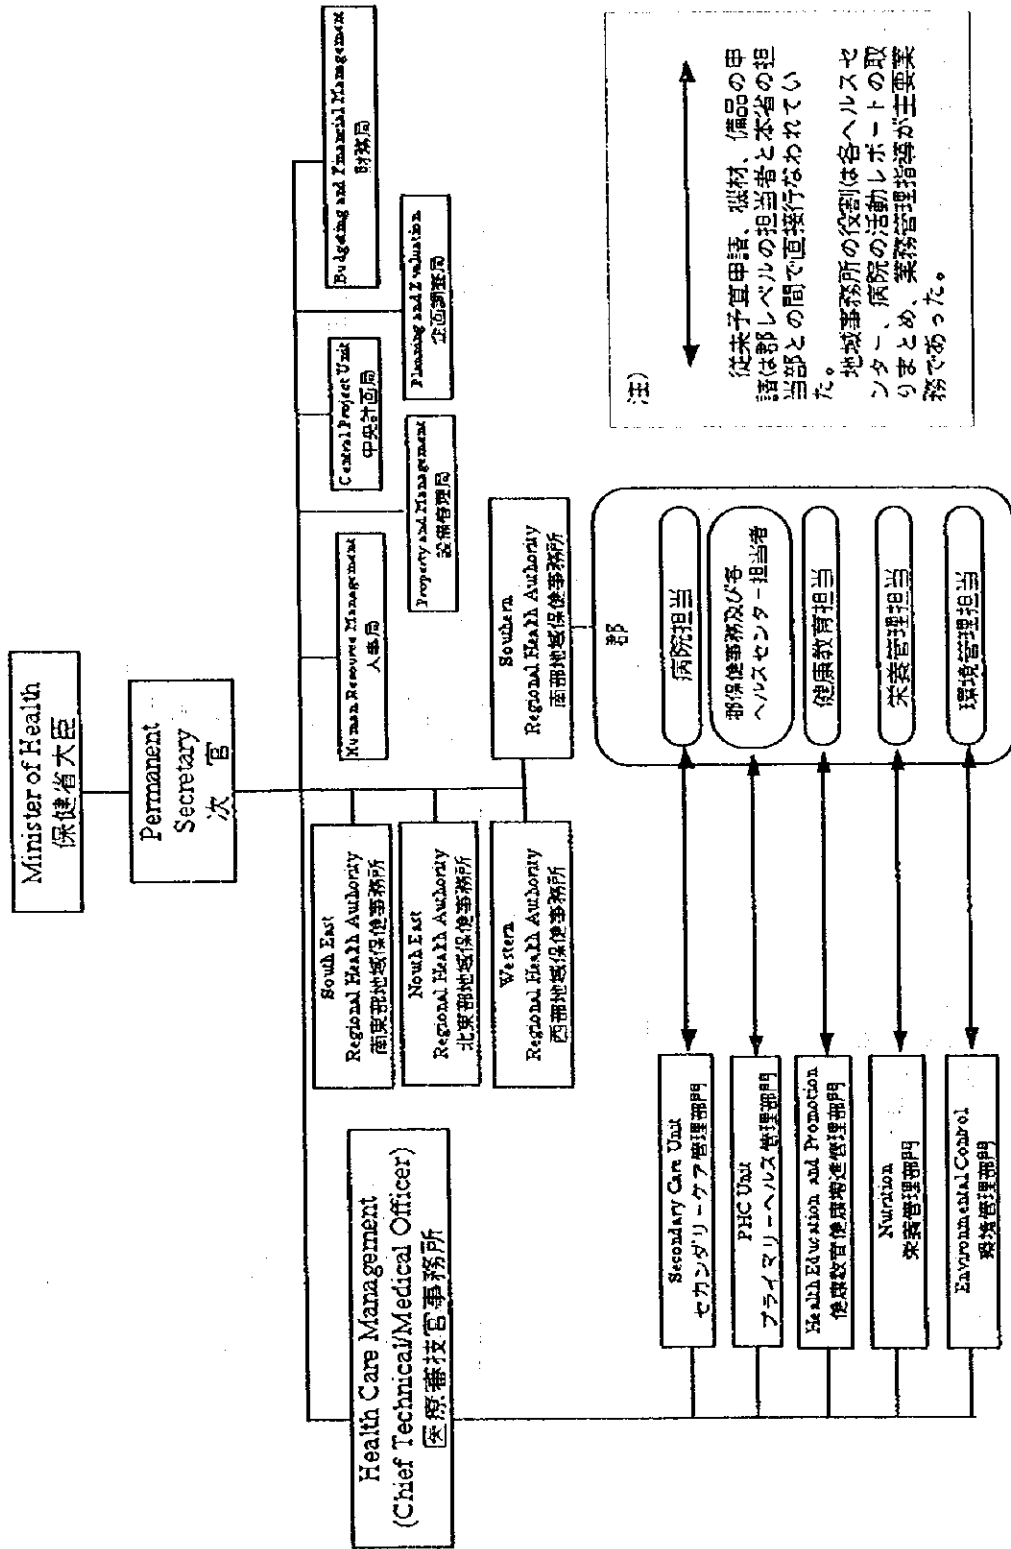 Minister of Health
保健省大臣
Permanent
Secretary
次 官
Health Care Management
(Chief Technical/Medical Officer)
医療審技官事務所
South East
Regional Health Authority
南東部地域保健事務所
North East
Regional Health Authority
北東部地域保健事務所
Western
Regional Health Authority
西部地域保健事務所
Southern
Regional Health Authority
南部地域保健事務所
Human Resource Management
人事局
Property and Management
設備管理局
Central Project Unit
中央計画局
Planning and Evaluation
企画調整局
Budgeting and Financial Management
財務局
Secondary Care Unit
セカンダリーケア管理部門
PHC Unit
プライマリーヘルス管理部門
Health Education and Promotion
健康教育健康増進管理部門
Nutrition
栄養管理部門
Environmental Control
環境管理部門
郡
病院担当
郡保健事務及び各
ヘルスセンター担当者
健康教育担当
栄養管理担当
環境管理担当
注)
従来予算申請、機材、備品の申
請は郡レベルの担当者と本省の担
当部との間で直接行なわれてい
た。
地域事務所の役割は各ヘルスセ
ンター、病院の活動レポートの取
りまとめ、業務管理指導が主要業
務であった。